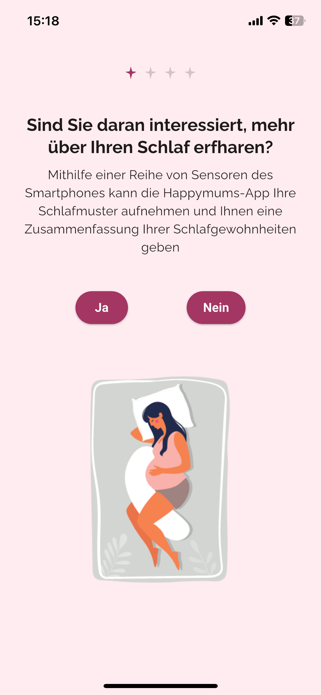 15:18
37
Sind Sie daran interessiert, mehr
über Ihren Schlaf erfharen?
Mithilfe einer Reihe von Sensoren des
Smartphones kann die Happymums-App Ihre
Schlafmuster aufnehmen und Ihnen eine
Zusammenfassung Ihrer Schlafgewohnheiten
geben
Ja
Nein